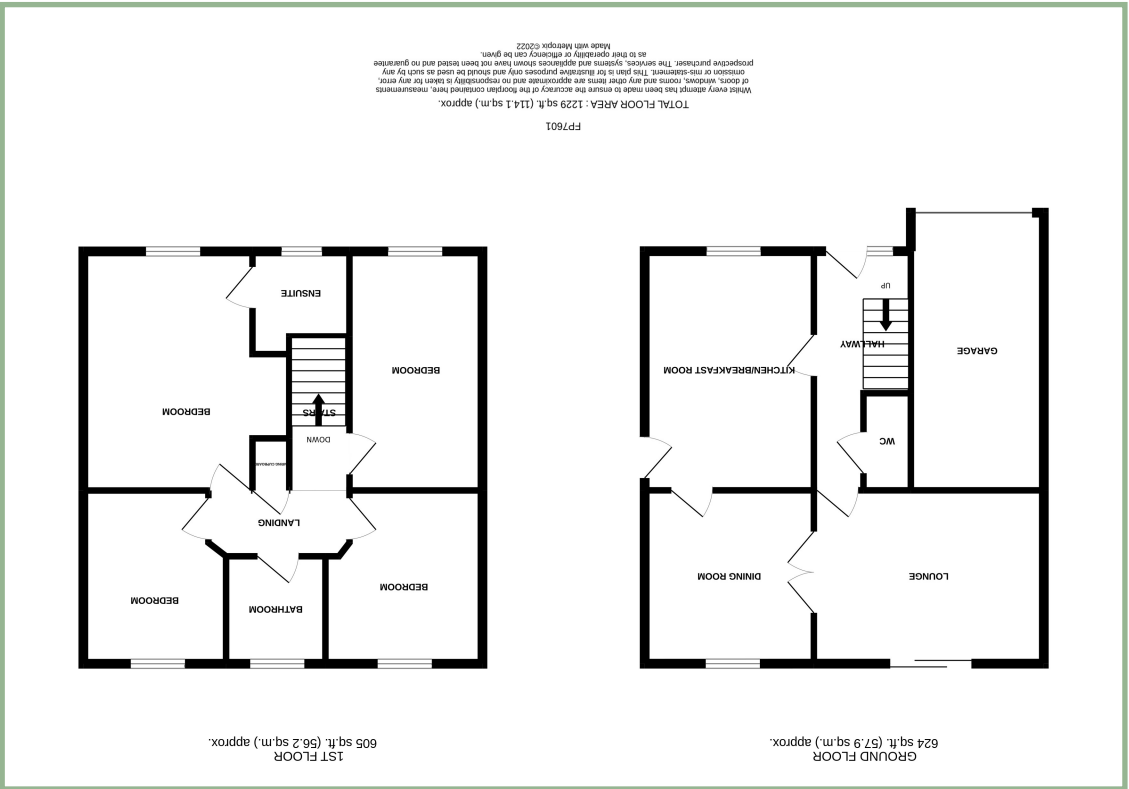 GROUND FLOOR
624 sq.ft. (57.9 sq.m.) approx.
1ST FLOOR
605 sq.ft. (56.2 sq.m.) approx.
LOUNGE
DINING ROOM
WC
KITCHEN/BREAKFAST ROOM
GARAGE
HALLWAY
UP
BEDROOM
BATHROOM
BEDROOM
LANDING
DOWN
STAIRS
BEDROOM
BEDROOM
ENSUITE
FP7601
TOTAL FLOOR AREA : 1229 sq.ft. (114.1 sq.m.) approx.
Whilst every attempt has been made to ensure the accuracy of the floorplan contained here, measurements
of doors, windows, rooms and any other items are approximate and no responsibility is taken for any error,
omission or mis-statement. This plan is for illustrative purposes only and should be used as such by any
prospective purchaser. The services, systems and appliances shown have not been tested and no guarantee
as to their operability or efficiency can be given.
Made with Metropix ©2022